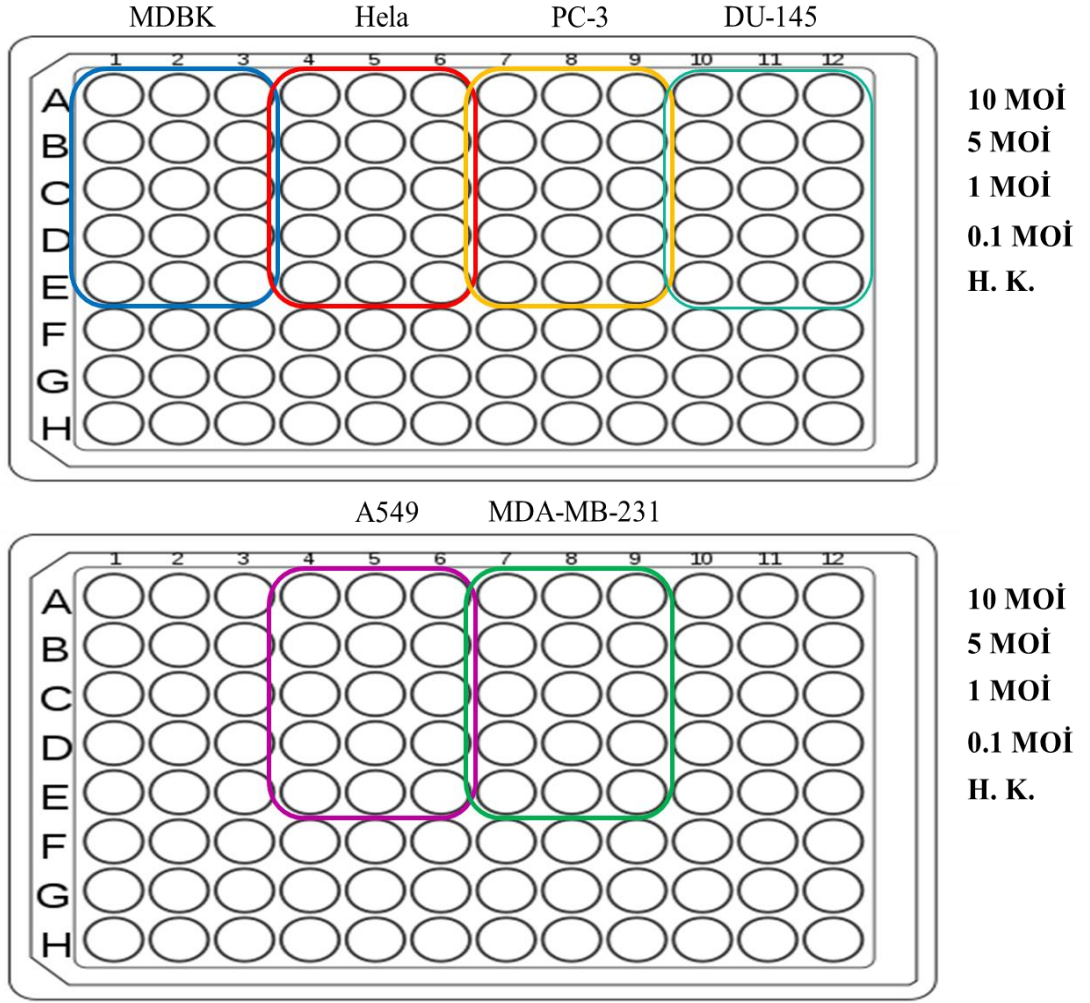 MDBK Hela PC-3 DU-145
1 2 3 4 5 6 7 8 9 10 11 12
A 10 MOİ
B 5 MOİ
C 1 MOİ
D 0.1 MOİ
E H. K.
F
G
H
A549 MDA-MB-231
1 2 3 4 5 6 7 8 9 10 11 12
A 10 MOİ
B 5 MOİ
C 1 MOİ
D 0.1 MOİ
E H. K.
F
G
H